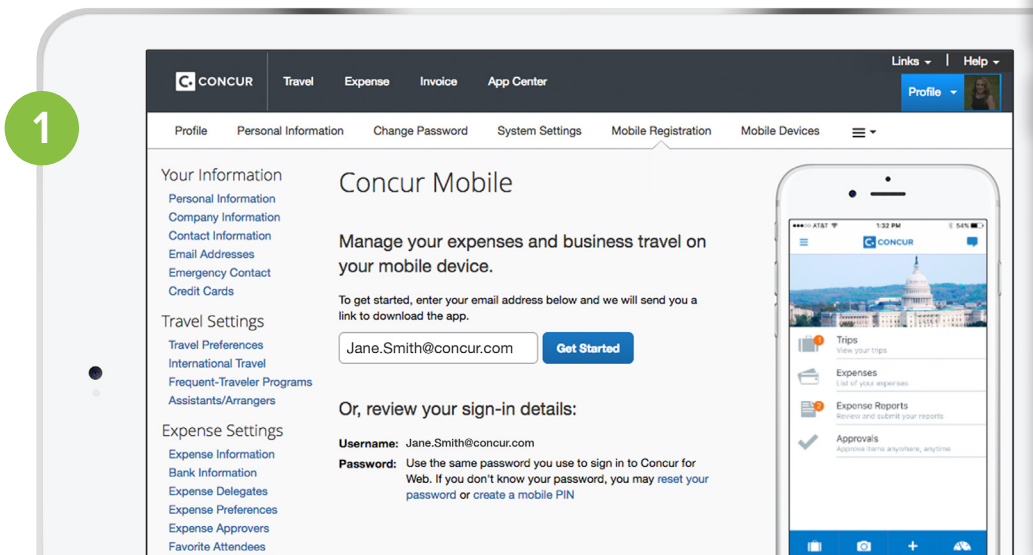 1
Links
Help
C. CONCUR
Travel
Expense
Invoice
App Center
Profile
Profile
Personal Information
Change Password
System Settings
Mobile Registration
Mobile Devices
Your Information
Personal Information
Company Information
Contact Information
Email Addresses
Emergency Contact
Credit Cards
Travel Settings
Travel Preferences
International Travel
Frequent-Traveler Programs
Assistants/Arrangers
Expense Settings
Expense Information
Bank Information
Expense Delegates
Expense Preferences
Expense Approvers
Favorite Attendees
Concur Mobile
Manage your expenses and business travel on
your mobile device.
To get started, enter your email address below and we will send you a
link to download the app.
Jane.Smith@concur.com
Get Started
Or, review your sign-in details:
Username: Jane.Smith@concur.com
Password: Use the same password you use to sign in to Concur for
Web. If you don't know your password, you may reset your
password or create a mobile PIN
AT&T
1:32 PM
54%
C. CONCUR
Trips
1
View your trips
Expenses
List of your expenses
Expense Reports
2
Review and submit your reports
Approvals
Approve items anywhere, anytime